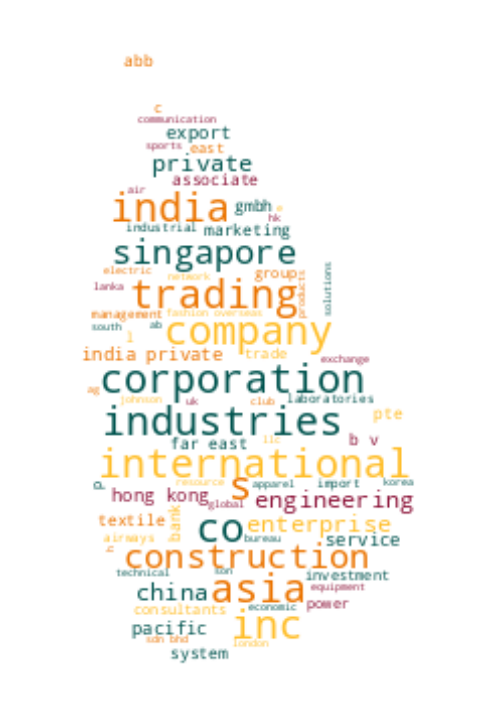 abb
c
communication
export
sports east
private
associate
air
india gmbh e
hk
industrial marketing
singapore
electric network group
lanka trading products solutions
management fashion overseas
south ab company
l
india private trade
exchange
ag corporation
johnson uk club laboratories
industries pte
far east llc b v
international
p resource s apparel import korea
hong kong global engineering
textile bank co enterprise
airways bureau service
n construction
technical son investment
china asia equipment
consultants economic power
pacific inc
sdn bhd london
system